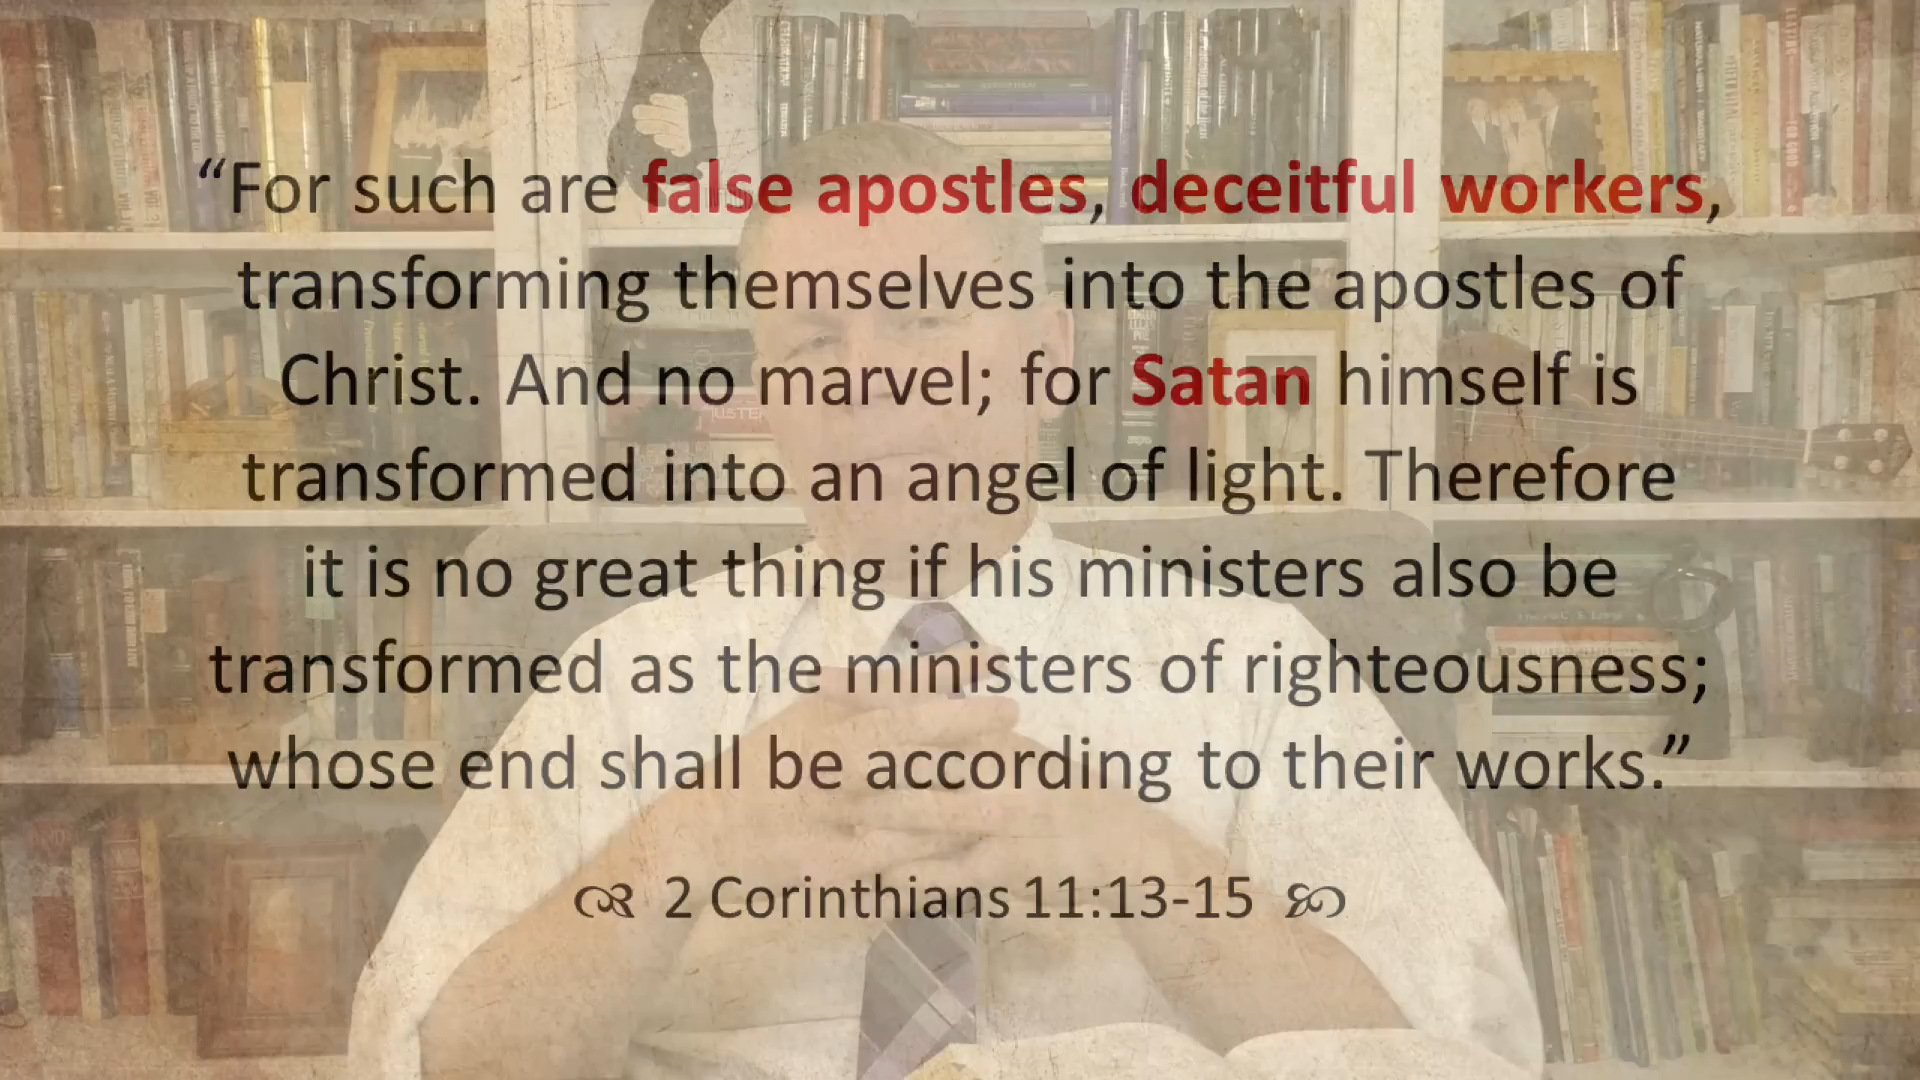 “For such are false apostles, deceitful workers,
transforming themselves into the apostles of
Christ. And no marvel; for Satan himself is
transformed into an angel of light. Therefore
it is no great thing if his ministers also be
transformed as the ministers of righteousness;
whose end shall be according to their works.”
2 Corinthians 11:13-15